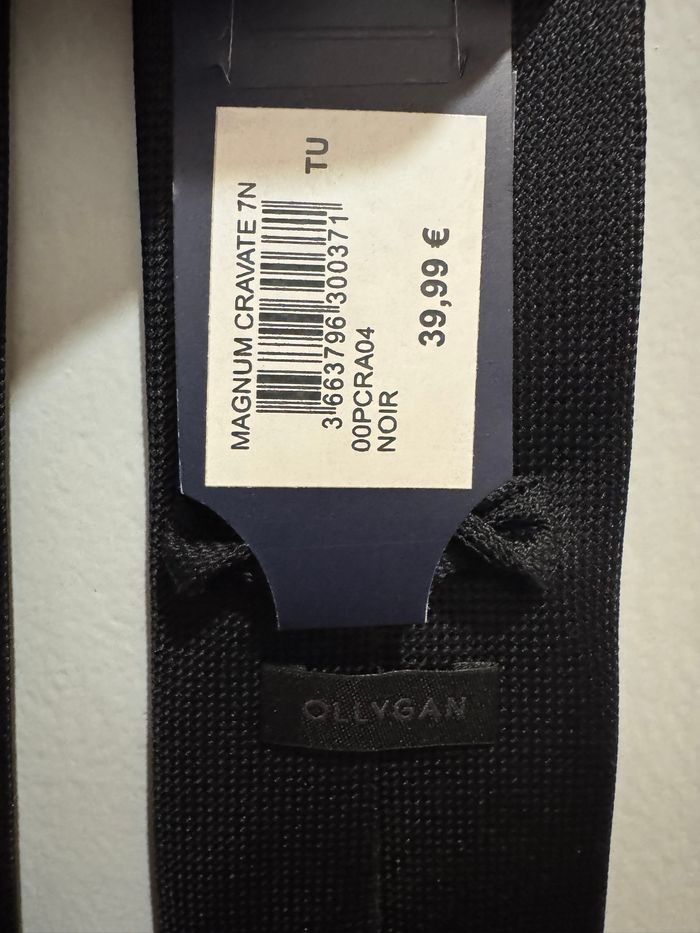 MAGNUM CRAVATE 7N
TU
3 663796 300371
00PCRA04
NOIR
39,99 €
OLLYGAN